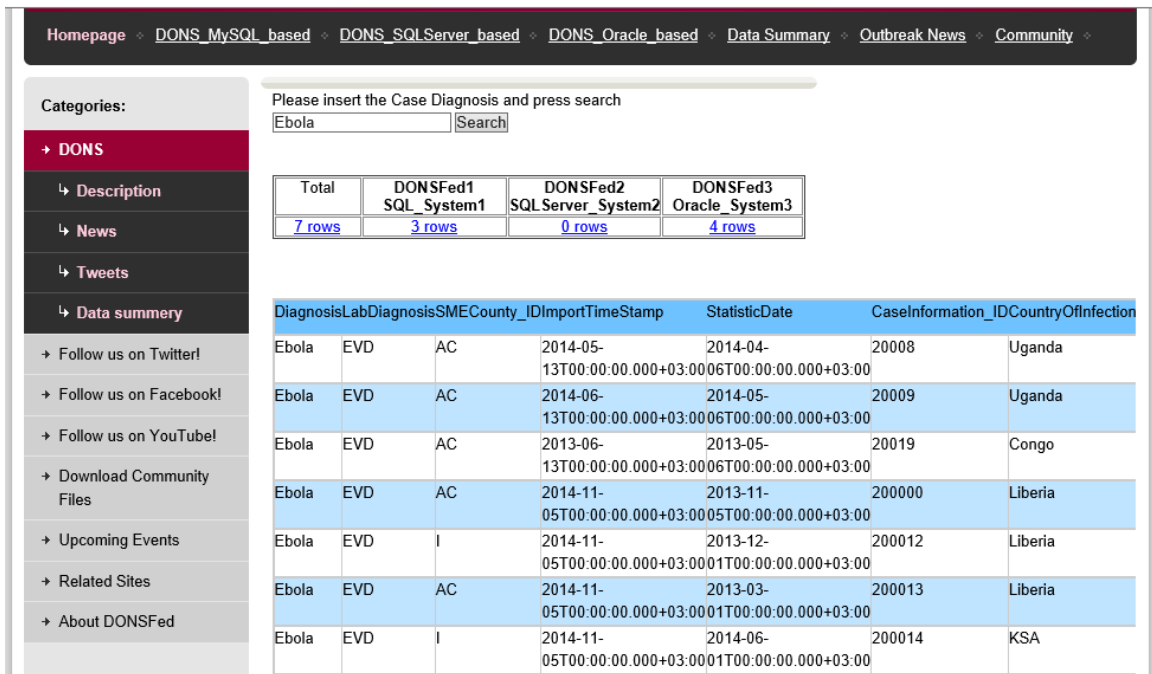 Homepage DONS_MySQL_based DONS_SQLServer_based DONS_Oracle_based Data Summary Outbreak News Community
Categories:
DONS
Description
News
Tweets
Data summery
Follow us on Twitter!
Follow us on Facebook!
Follow us on YouTube!
Download Community
Files
Upcoming Events
Related Sites
About DONSFed
Please insert the Case Diagnosis and press search
Ebola Search
Total DONSFed1 DONSFed2 DONSFed3
SQL_System1 SQLServer_System2 Oracle_System3
7 rows 3 rows 0 rows 4 rows
Diagnosis LabDiagnosis SMECounty_ID ImportTimeStamp StatisticDate CaseInformation_ID CountryOfInfection
Ebola EVD AC 2014-05- 2014-04- 20008 Uganda
13T00:00:00.000+03:00 06T00:00:00.000+03:00
Ebola EVD AC 2014-06- 2014-05- 20009 Uganda
13T00:00:00.000+03:00 06T00:00:00.000+03:00
Ebola EVD AC 2013-06- 2013-05- 20019 Congo
13T00:00:00.000+03:00 06T00:00:00.000+03:00
Ebola EVD AC 2014-11- 2013-11- 200000 Liberia
05T00:00:00.000+03:00 05T00:00:00.000+03:00
Ebola EVD I 2014-11- 2013-12- 200012 Liberia
05T00:00:00.000+03:00 01T00:00:00.000+03:00
Ebola EVD AC 2014-11- 2013-03- 200013 Liberia
05T00:00:00.000+03:00 01T00:00:00.000+03:00
Ebola EVD I 2014-11- 2014-06- 200014 KSA
05T00:00:00.000+03:00 01T00:00:00.000+03:00